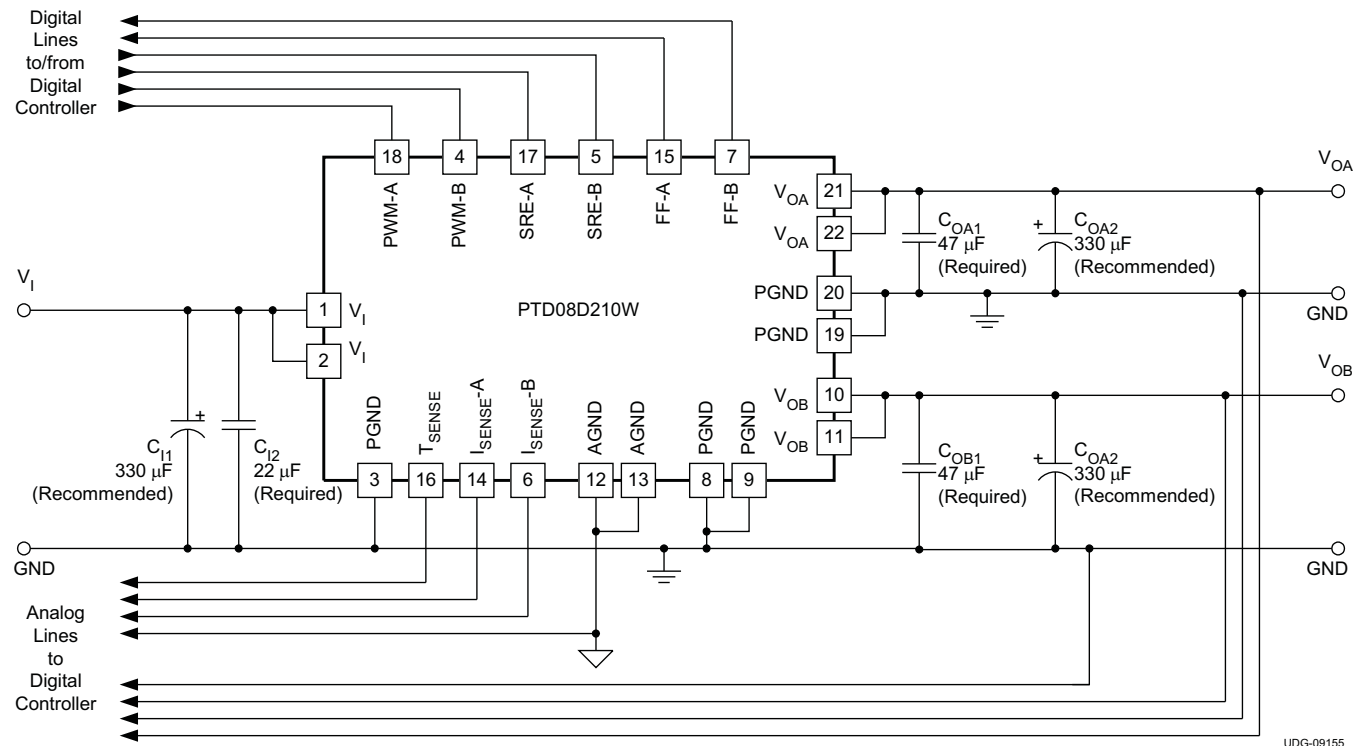 Digital
Lines
to/from
Digital
Controller
18
4
17
5
15
7
PWM-A
PWM-B
SRE-A
SRE-B
FF-A
FF-B
V_OA
21
V_OA
22
V_OA
C_OA1
47 μF
(Required)
+
C_OA2
330 μF
(Recommended)
V_I
1
V_I
2
V_I
PTD08D210W
PGND
20
PGND
19
GND
V_OB
V_OB
10
V_OB
11
+
C_I1
330 μF
(Recommended)
C_I2
22 μF
(Required)
PGND
T_SENSE
I_SENSE-A
I_SENSE-B
AGND
AGND
PGND
PGND
3
16
14
6
12
13
8
9
C_OB1
47 μF
(Required)
+
C_OA2
330 μF
(Recommended)
GND
GND
Analog
Lines
to
Digital
Controller
UDG-09155